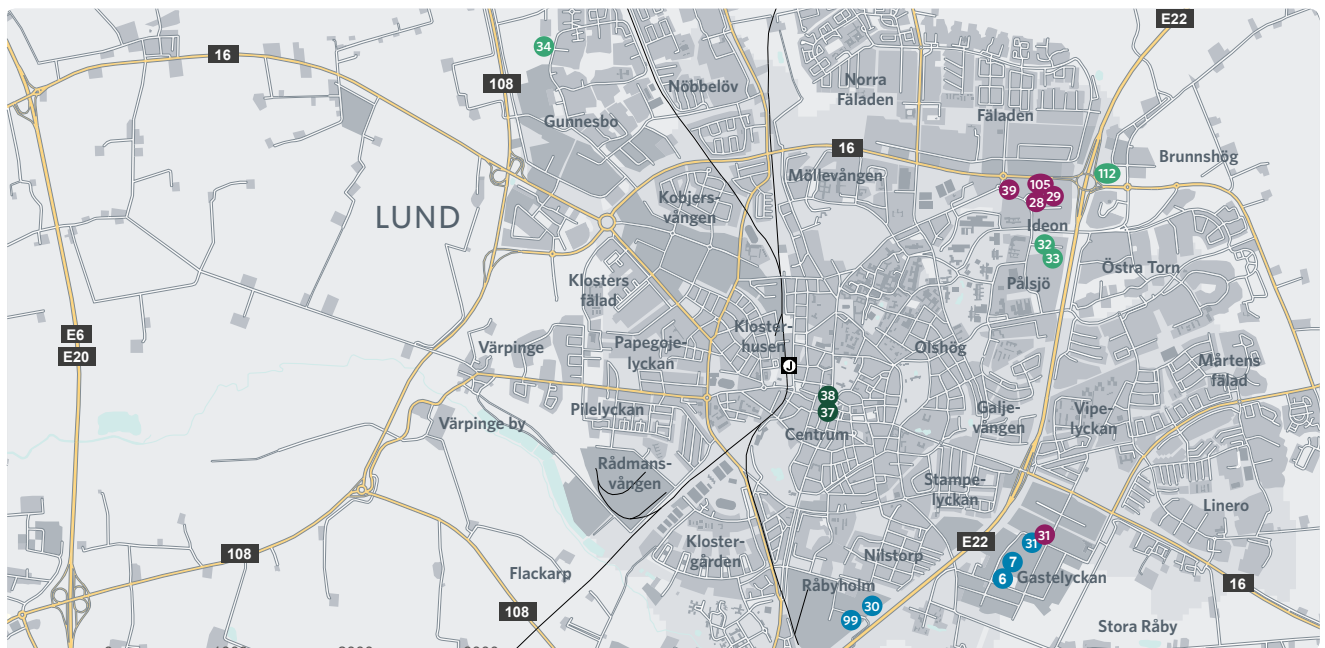 E22
34
16
108
Nöbbelöv
Norra
Fäladen
Fäladen
Gunnesbo
16
Brunnshög
112
Möllevången
105
39
29
28
Kobjers-
vången
LUND
Ideon
32
33
Östra Torn
Pålsjö
Klosters
fälad
E6
E20
Kloster-
husen
Värpinge
Papegoje-
lyckan
Olshög
Mårtens
fälad
38
37
Pilelyckan
Galje-
vången
Vipe-
lyckan
Värpinge by
Centrum
Rådmans-
vången
Stampe-
lyckan
Linero
31
31
E22
Kloster-
gården
Nilstorp
108
7
6
Gastelyckan
Flackarp
Råbyholm
16
30
99
108
Stora Råby